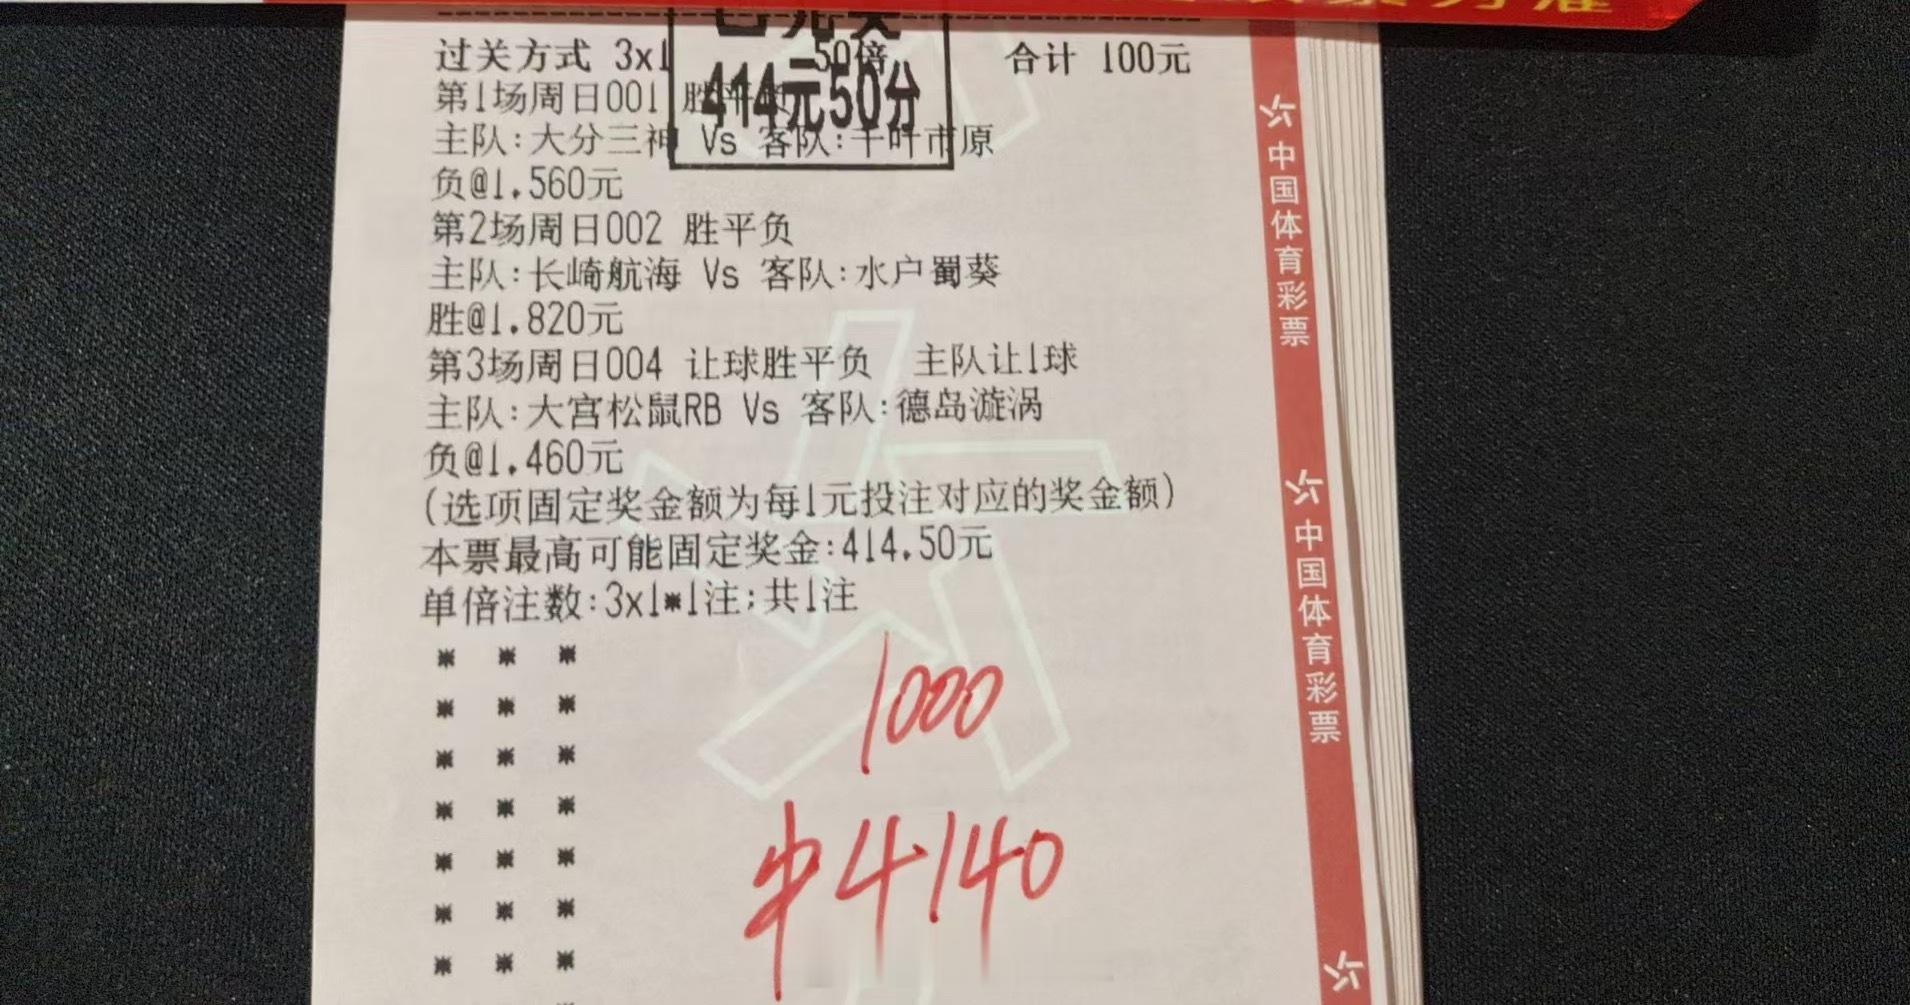 过关方式 3x1 50倍 合计 100元
414元50分
第1场周日001 胜平负
主队:大分三神 Vs 客队:千叶市原
负@1.560元
第2场周日002 胜平负
主队:长崎航海 Vs 客队:水户蜀葵
胜@1.820元
第3场周日004 让球胜平负 主队让1球
主队:大宫松鼠RB Vs 客队:德岛漩涡
负@1.460元
(选项固定奖金额为每1元投注对应的奖金额)
本票最高可能固定奖金:414.50元
单倍注数:3x1*1注;共1注
1000
中4140
中国体育彩票
中国体育彩票